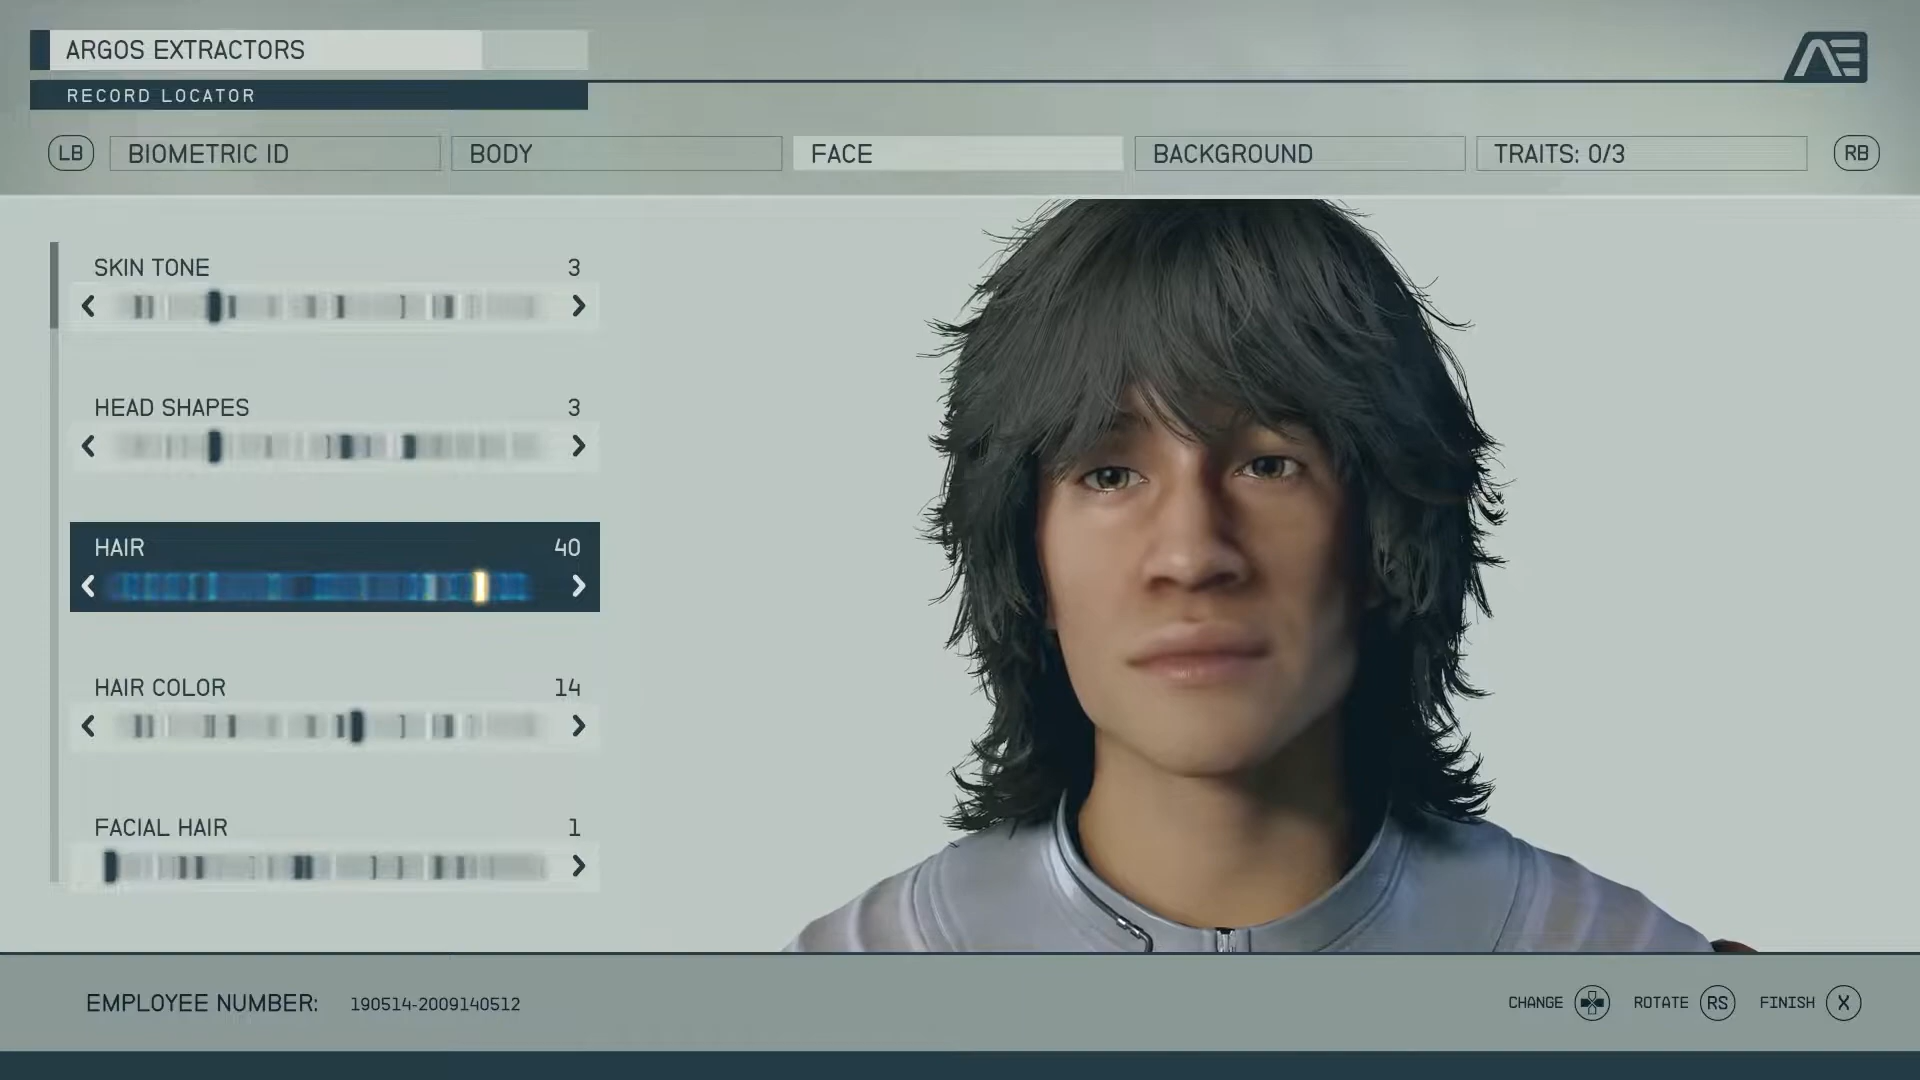 ARGOS EXTRACTORS
AE
RECORD LOCATOR
LB BIOMETRIC ID BODY FACE BACKGROUND TRAITS: 0/3 RB
SKIN TONE 3
HEAD SHAPES 3
HAIR 40
HAIR COLOR 14
FACIAL HAIR 1
EMPLOYEE NUMBER: 190514-2009140512
CHANGE ROTATE RS FINISH X